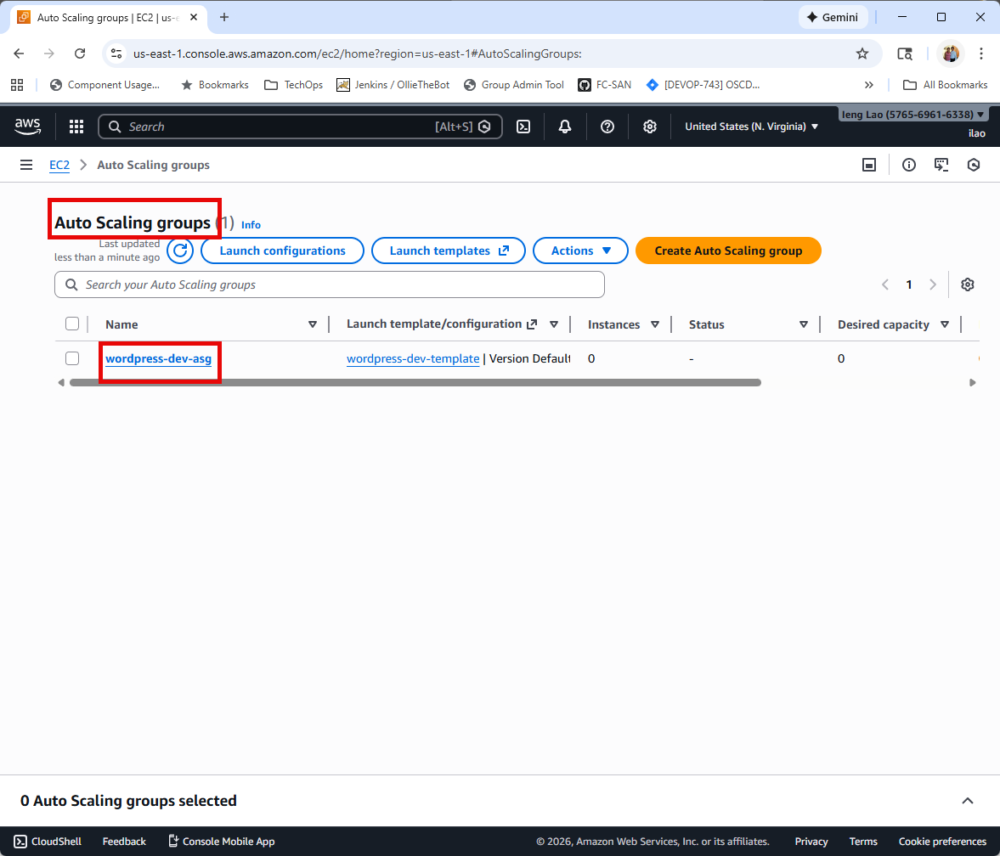 Auto Scaling groups | EC2 | us-e
Gemini
us-east-1.console.aws.amazon.com/ec2/home?region=us-east-1#AutoScalingGroups:
Component Usage...
Bookmarks
TechOps
Jenkins / OllieTheBot
Group Admin Tool
FC-SAN
[DEVOP-743] OSCD...
All Bookmarks
aws
Search
[Alt+S]
United States (N. Virginia)
Ieng Lao (5765-6961-6338)
ilao
EC2
Auto Scaling groups
Auto Scaling groups (1) Info
Last updated
less than a minute ago
Launch configurations
Launch templates
Actions
Create Auto Scaling group
Search your Auto Scaling groups
1
Name
Launch template/configuration
Instances
Status
Desired capacity
wordpress-dev-asg
wordpress-dev-template | Version Default
0
-
0
0 Auto Scaling groups selected
CloudShell
Feedback
Console Mobile App
© 2026, Amazon Web Services, Inc. or its affiliates.
Privacy
Terms
Cookie preferences